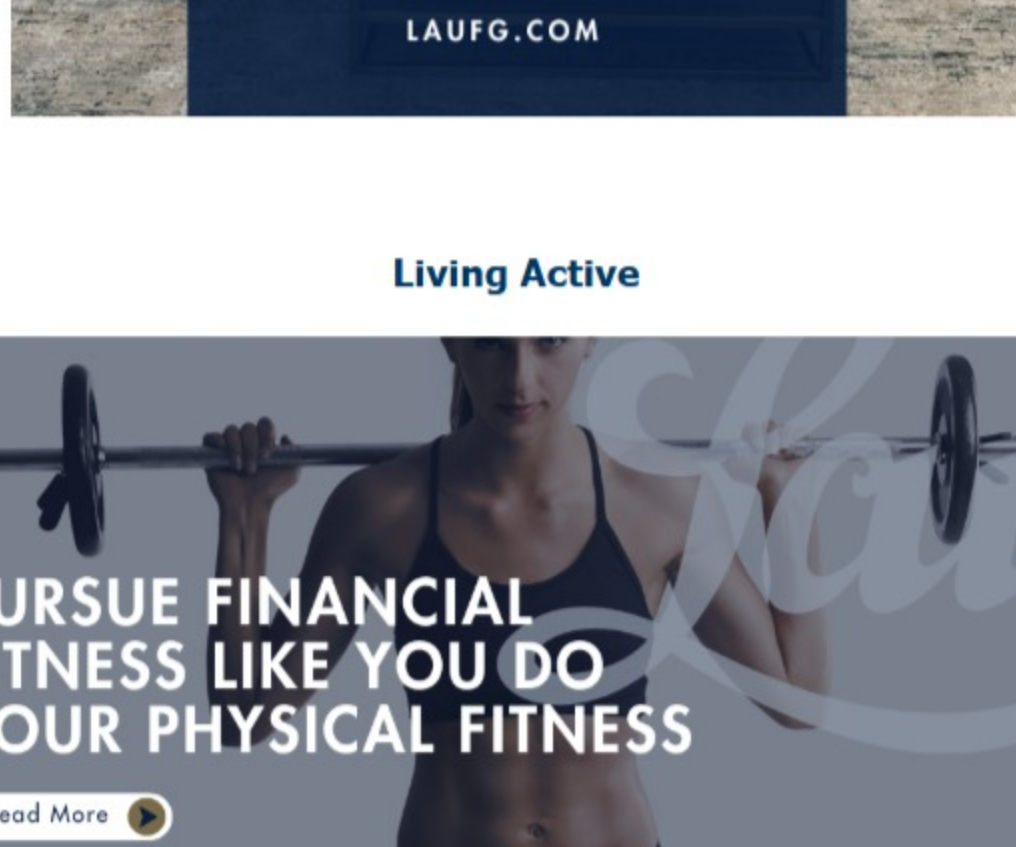 LAUFG.COM
Living Active
URSUE FINANCIAL
TNESS LIKE YOU DO
OUR PHYSICAL FITNESS
ead More